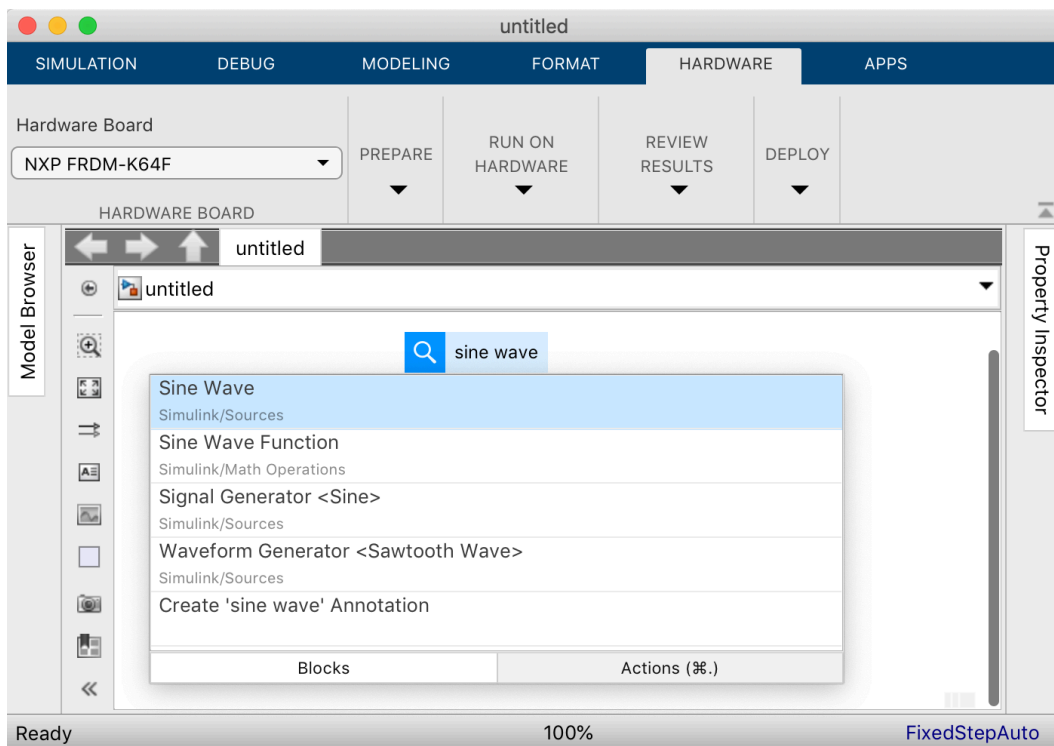 untitled
SIMULATION DEBUG MODELING FORMAT HARDWARE APPS
Hardware Board
NXP FRDM-K64F
HARDWARE BOARD
PREPARE
RUN ON
HARDWARE
REVIEW
RESULTS
DEPLOY
Model Browser
untitled
untitled
Property Inspector
sine wave
Sine Wave
Simulink/Sources
Sine Wave Function
Simulink/Math Operations
Signal Generator <Sine>
Simulink/Sources
Waveform Generator <Sawtooth Wave>
Simulink/Sources
Create 'sine wave' Annotation
Blocks Actions (⌘.)
Ready 100% FixedStepAuto